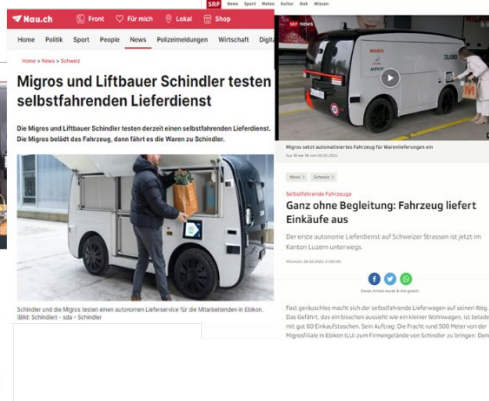 Nau.ch
Front
Für mich
Lokal
Shop
Home Politik Sport People News Polizeimeldungen Wirtschaft Digita
Home > News > Schweiz
Migros und Liftbauer Schindler testen
selbstfahrenden Lieferdienst
Die Migros und Liftbauer Schindler testen derzeit einen selbstfahrenden Lieferdienst.
Die Migros belädt das Fahrzeug, dann fährt es die Waren zu Schindler.
Schindler und die Migros testen einen autonomen Lieferservice für die Mitarbeitenden in Ebikon.
(Bild: Schindler) - sda - Schindler
SRF News Sport Meteo Kultur Dok Wissen
SRF news
Migros setzt automatisiertes Fahrzeug für Warenlieferungen ein
News > Schweiz >
Selbstfahrende Fahrzeuge
Ganz ohne Begleitung: Fahrzeug liefert
Einkäufe aus
Der erste autonome Lieferdienst auf Schweizer Strassen ist jetzt im
Kanton Luzern unterwegs.
Fast geräuschlos macht sich der selbstfahrende Lieferwagen auf seinen Weg.
Das Gefährt, das ein bisschen aussieht wie ein kleiner Wohnwagen, ist beladen
mit gut 60 Einkaufstaschen. Sein Auftrag: Die Fracht rund 500 Meter von der
Migrosfiliale in Ebikon (LU) zum Firmengelände von Schindler zu bringen. Denn